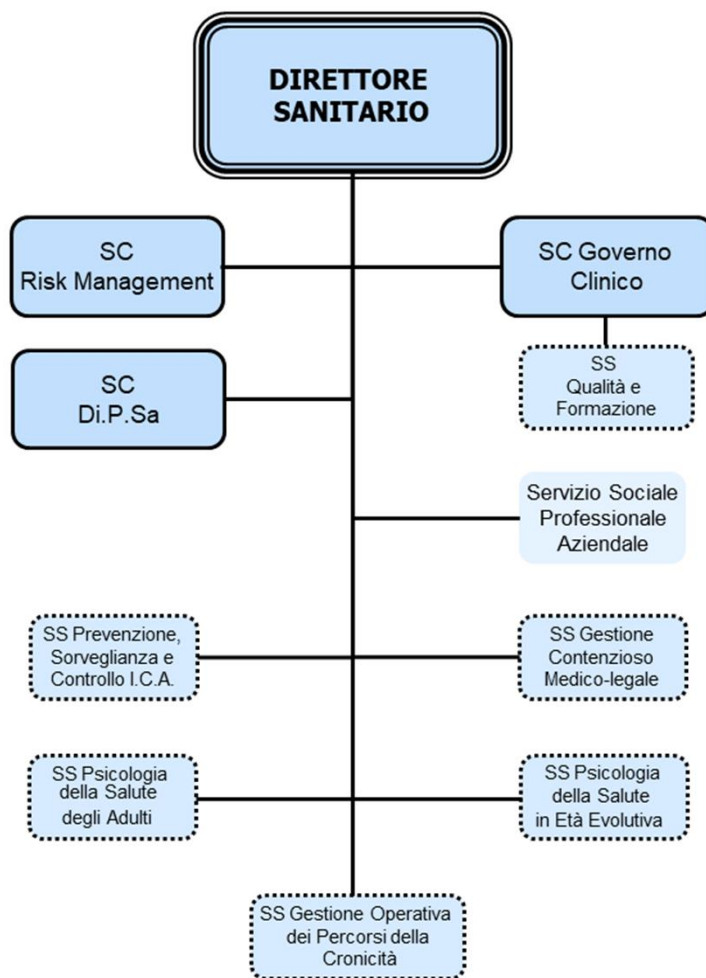 DIRETTORE
SANITARIO
SC
Risk Management
SC Governo
Clinico
SS
Qualità e
Formazione
SC
Di.P.Sa
Servizio Sociale
Professionale
Aziendale
SS Prevenzione,
Sorveglianza e
Controllo I.C.A.
SS Gestione
Contenzioso
Medico-legale
SS Psicologia
della Salute
degli Adulti
SS Psicologia
della Salute
in Età Evolutiva
SS Gestione Operativa
dei Percorsi della
Cronicità